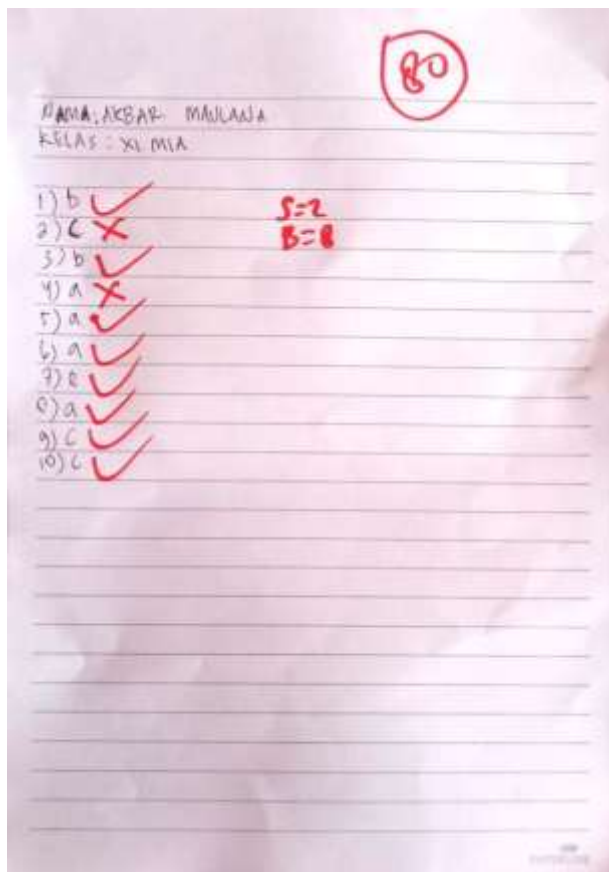 80
NAMA: AKBAR MAULANA
KELAS : XI MIA
1) b
S=2
2) c
B=8
3) b
4) a
5) a
6) a
7) e
8) a
9) c
10) c